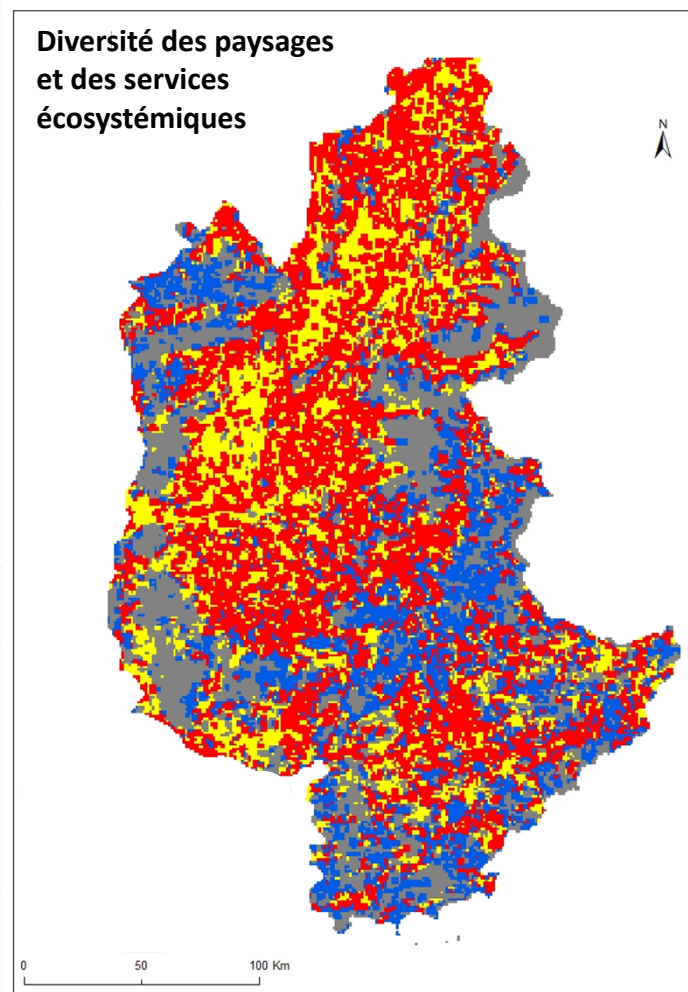 Diversité des paysages
et des services
écosystémiques
N
0 50 100 Km